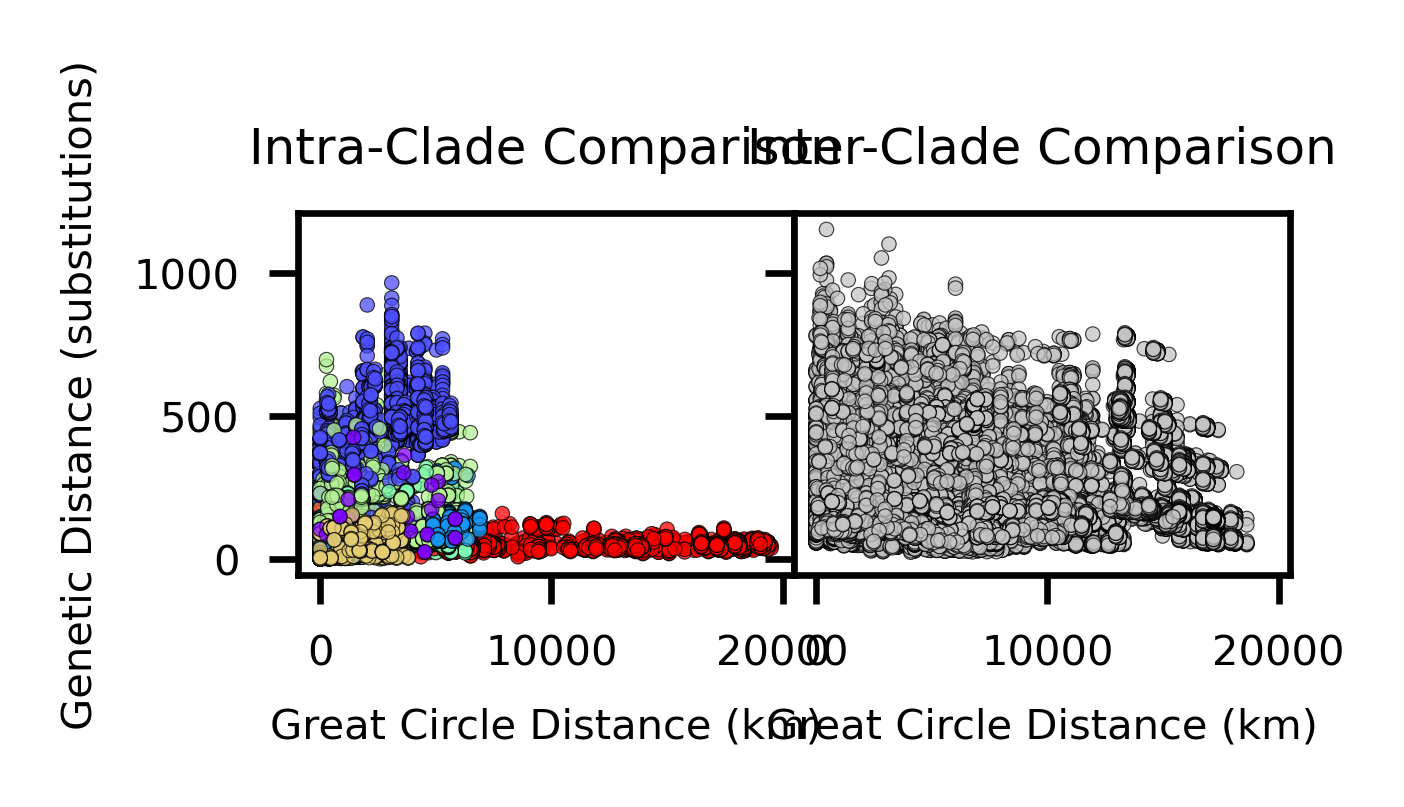 Intra-Clade Comparison
Inter-Clade Comparison
Genetic Distance (substitutions)
1000
500
0
0
10000
20000
0
10000
20000
Great Circle Distance (km)
Great Circle Distance (km)